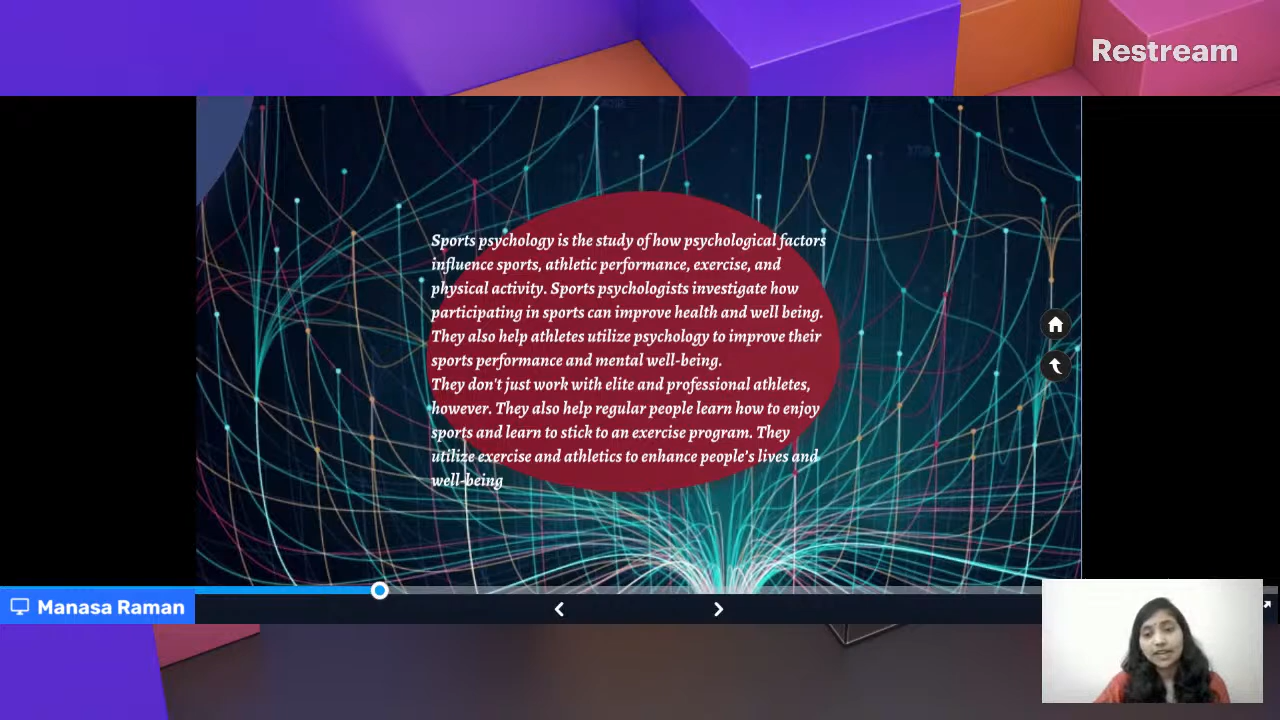 Restream
Sports psychology is the study of how psychological factors
influence sports, athletic performance, exercise, and
physical activity. Sports psychologists investigate how
participating in sports can improve health and well being.
They also help athletes utilize psychology to improve their
sports performance and mental well-being.
They don't just work with elite and professional athletes,
however. They also help regular people learn how to enjoy
sports and learn to stick to an exercise program. They
utilize exercise and athletics to enhance people's lives and
well-being
Manasa Raman